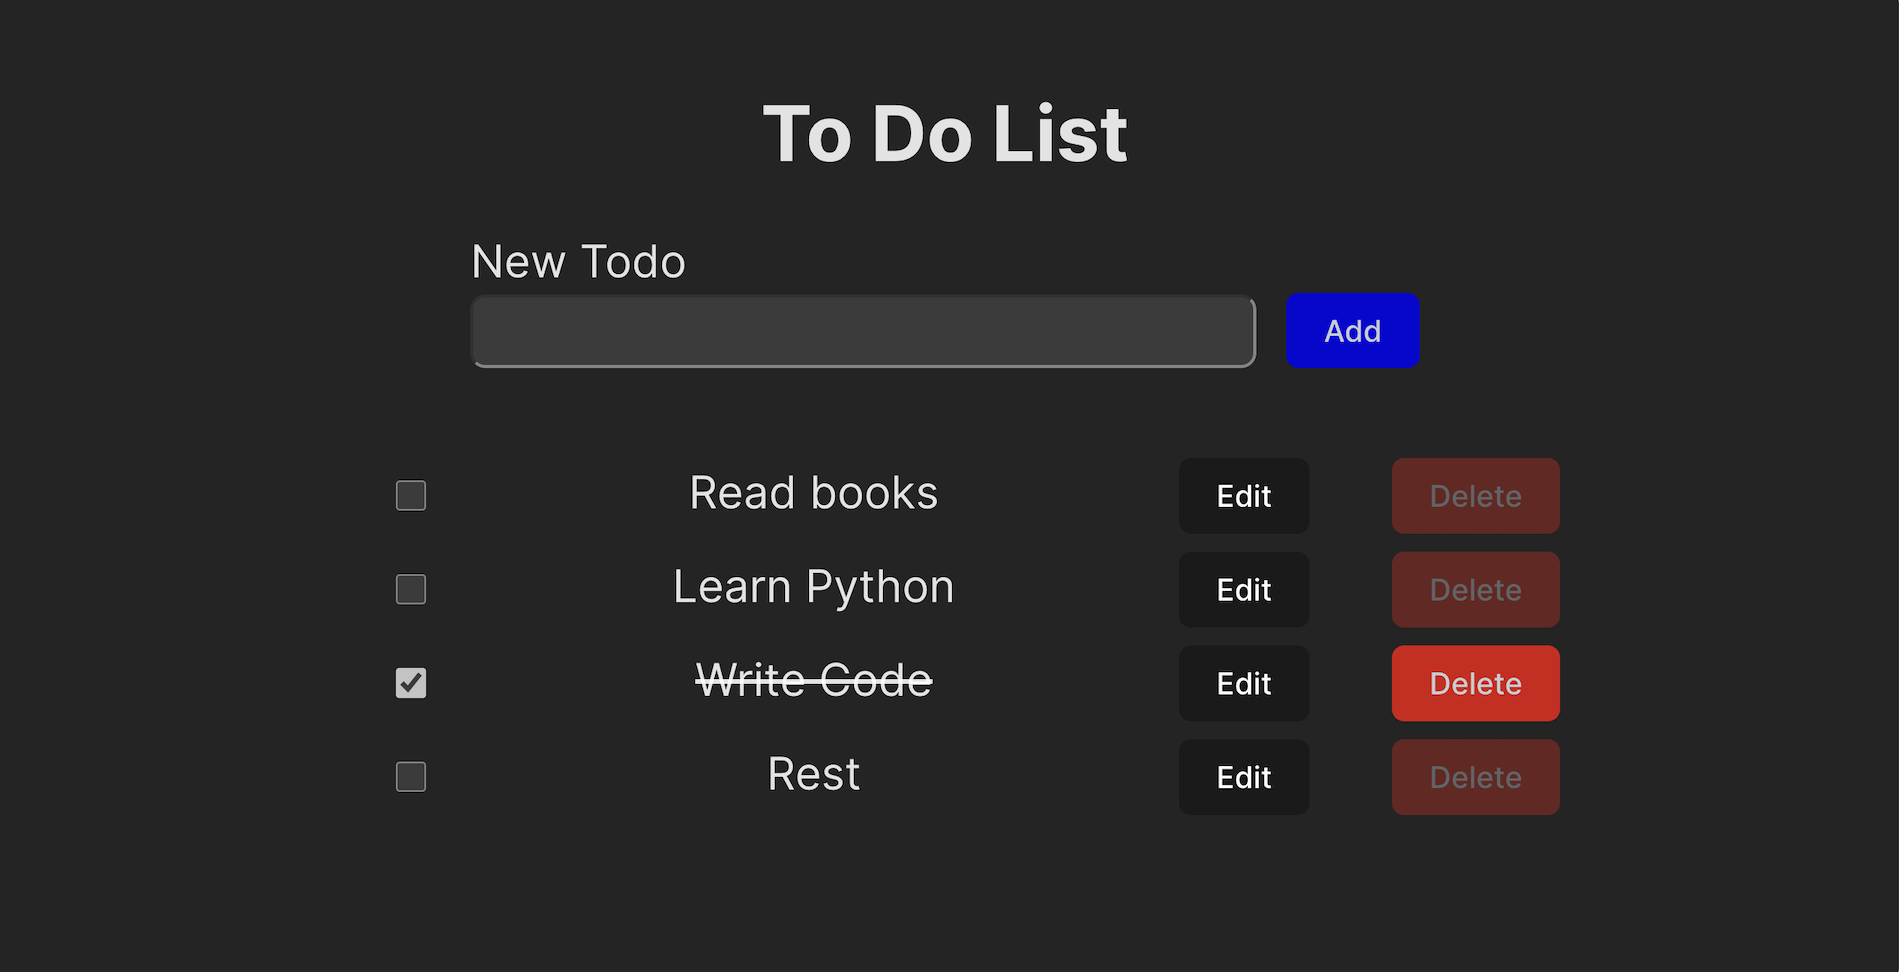 To Do List
New Todo
Add
Read books Edit Delete
Learn Python Edit Delete
Write Code Edit Delete
Rest Edit Delete